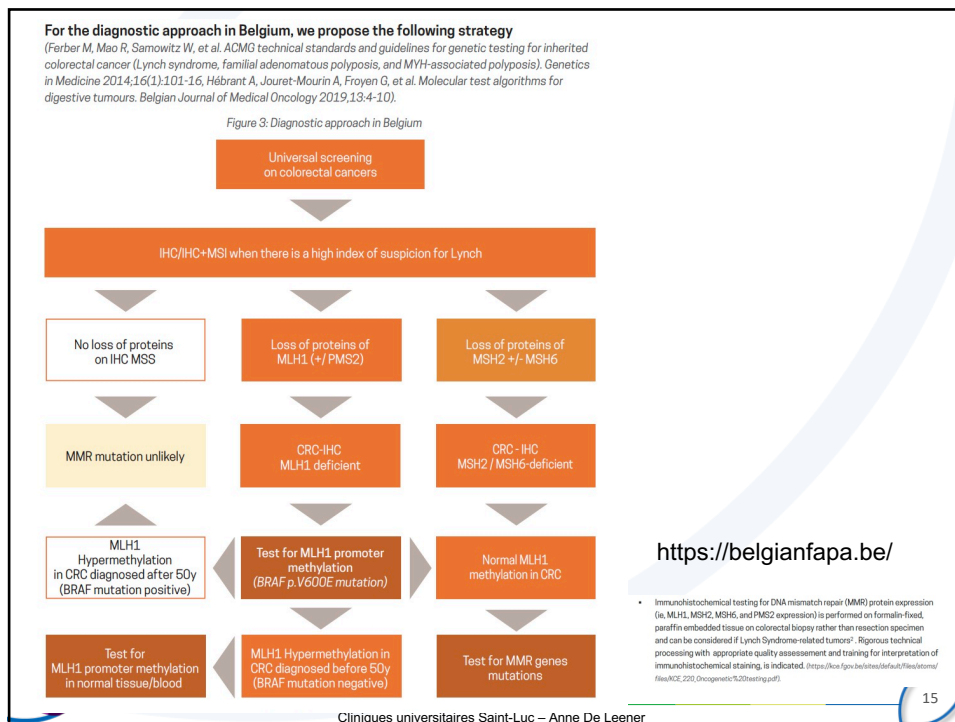 For the diagnostic approach in Belgium, we propose the following strategy
(Ferber M, Mao R, Samowitz W, et al. ACMG technical standards and guidelines for genetic testing for inherited
colorectal cancer (Lynch syndrome, familial adenomatous polyposis, and MYH-associated polyposis). Genetics
in Medicine 2014;16(1):101-16, Hébrant A, Jouret-Mourin A, Froyen G, et al. Molecular test algorithms for
digestive tumours. Belgian Journal of Medical Oncology 2019,13:4-10).
Figure 3: Diagnostic approach in Belgium
Universal screening
on colorectal cancers
IHC/IHC+MSI when there is a high index of suspicion for Lynch
No loss of proteins
on IHC MSS
Loss of proteins of
MLH1 (+/ PMS2)
Loss of proteins of
MSH2 +/- MSH6
MMR mutation unlikely
CRC-IHC
MLH1 deficient
CRC - IHC
MSH2 / MSH6-deficient
MLH1
Hypermethylation
in CRC diagnosed after 50y
(BRAF mutation positive)
Test for MLH1 promoter
methylation
(BRAF p.V600E mutation)
Normal MLH1
methylation in CRC
Test for
MLH1 promoter methylation
in normal tissue/blood
MLH1 Hypermethylation in
CRC diagnosed before 50y
(BRAF mutation negative)
Test for MMR genes
mutations
https://belgianfapa.be/
• Immunohistochemical testing for DNA mismatch repair (MMR) protein expression
(ie, MLH1, MSH2, MSH6, and PMS2 expression) is performed on formalin-fixed,
paraffin embedded tissue on colorectal biopsy rather than resection specimen
and can be considered if Lynch Syndrome-related tumors². Rigorous technical
processing with appropriate quality assessement and training for interpretation of
immunohistochemical staining, is indicated. (https://kce.fgov.be/sites/default/files/atoms/
files/KCE_220_Oncogenetic%20testing.pdf).
15
Cliniques universitaires Saint-Luc – Anne De Leener